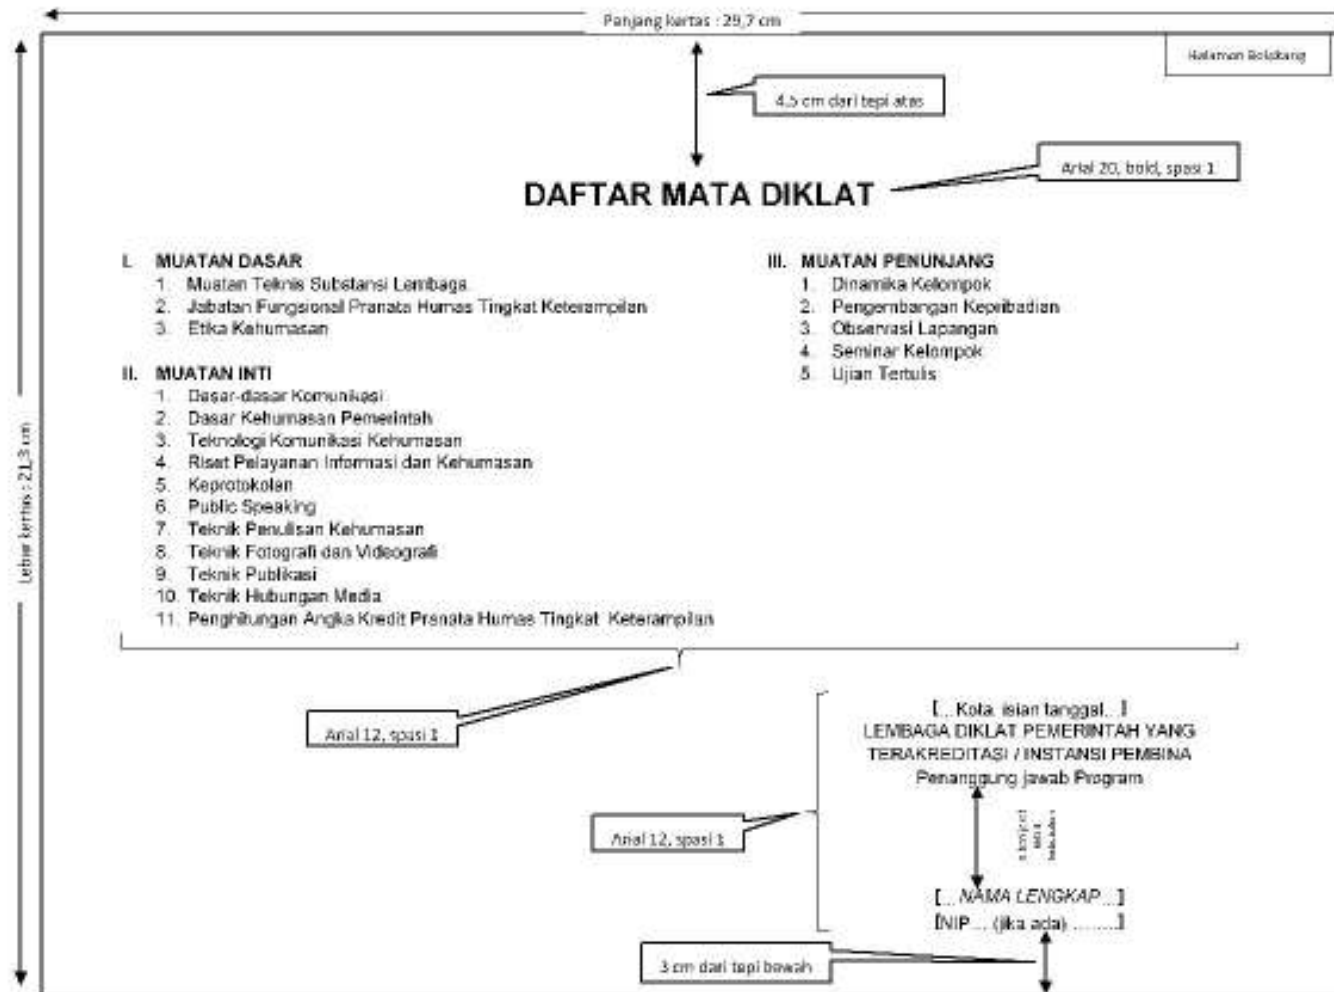 Panjang kertas : 29,7 cm
Halaman Belakang
4,5 cm dari tepi atas
Arial 20, bold, spasi 1
DAFTAR MATA DIKLAT
I. MUATAN DASAR
1. Muatan Teknis Substansi Lembaga
2. Jabatan Fungsional Pranata Humas Tingkat Keterampilan
3. Etika Kehumasan
II. MUATAN INTI
1. Dasar-dasar Komunikasi
2. Dasar Kehumasan Pemerintah
3. Teknologi Komunikasi Kehumasan
4. Riset Pelayanan Informasi dan Kehumasan
5. Keprotokolan
6. Public Speaking
7. Teknik Penulisan Kehumasan
8. Teknik Fotografi dan Videografi
9. Teknik Publikasi
10. Teknik Hubungan Media
11. Penghitungan Angka Kredit Pranata Humas Tingkat Keterampilan
III. MUATAN PENUNJANG
1. Dinamika Kelompok
2. Pengembangan Kepribadian
3. Observasi Lapangan
4. Seminar Kelompok
5. Ujian Tertulis
Lebar kertas : 21,3 cm
Arial 12, spasi 1
[... Kota, isian tanggal...]
LEMBAGA DIKLAT PEMERINTAH YANG
TERAKREDITASI / INSTANSI PEMBINA
Penanggung jawab Program
Arial 12, spasi 1
[... NAMA LENGKAP ...]
[NIP ... (jika ada) ........]
3 cm dari tepi bawah